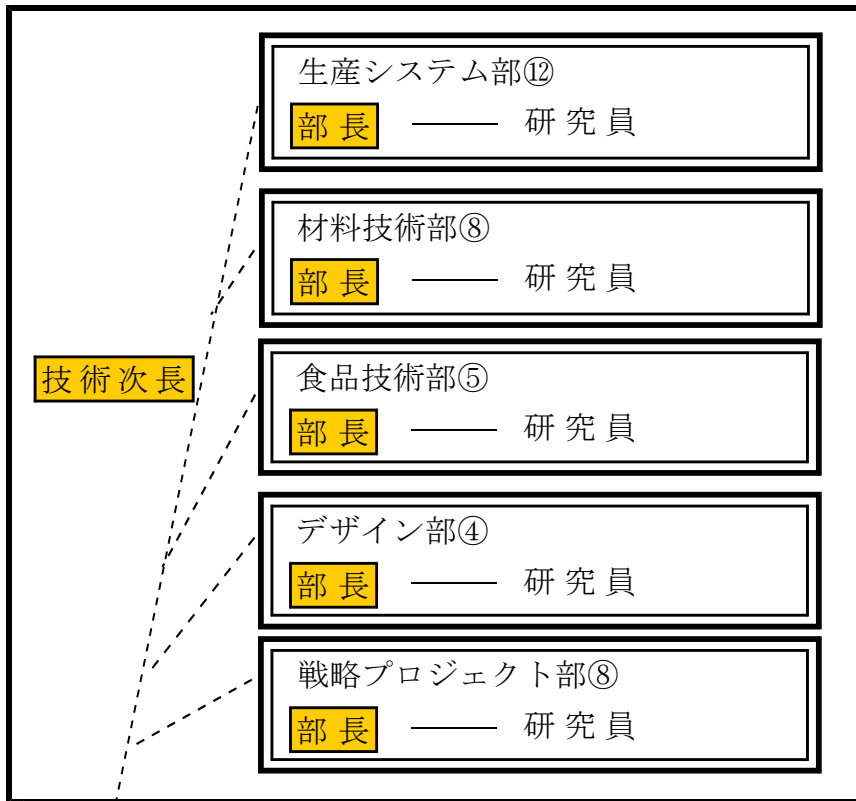 生産システム部⑫
部長 研究員
材料技術部⑧
部長 研究員
技術次長
食品技術部⑤
部長 研究員
デザイン部④
部長 研究員
戦略プロジェクト部⑧
部長 研究員